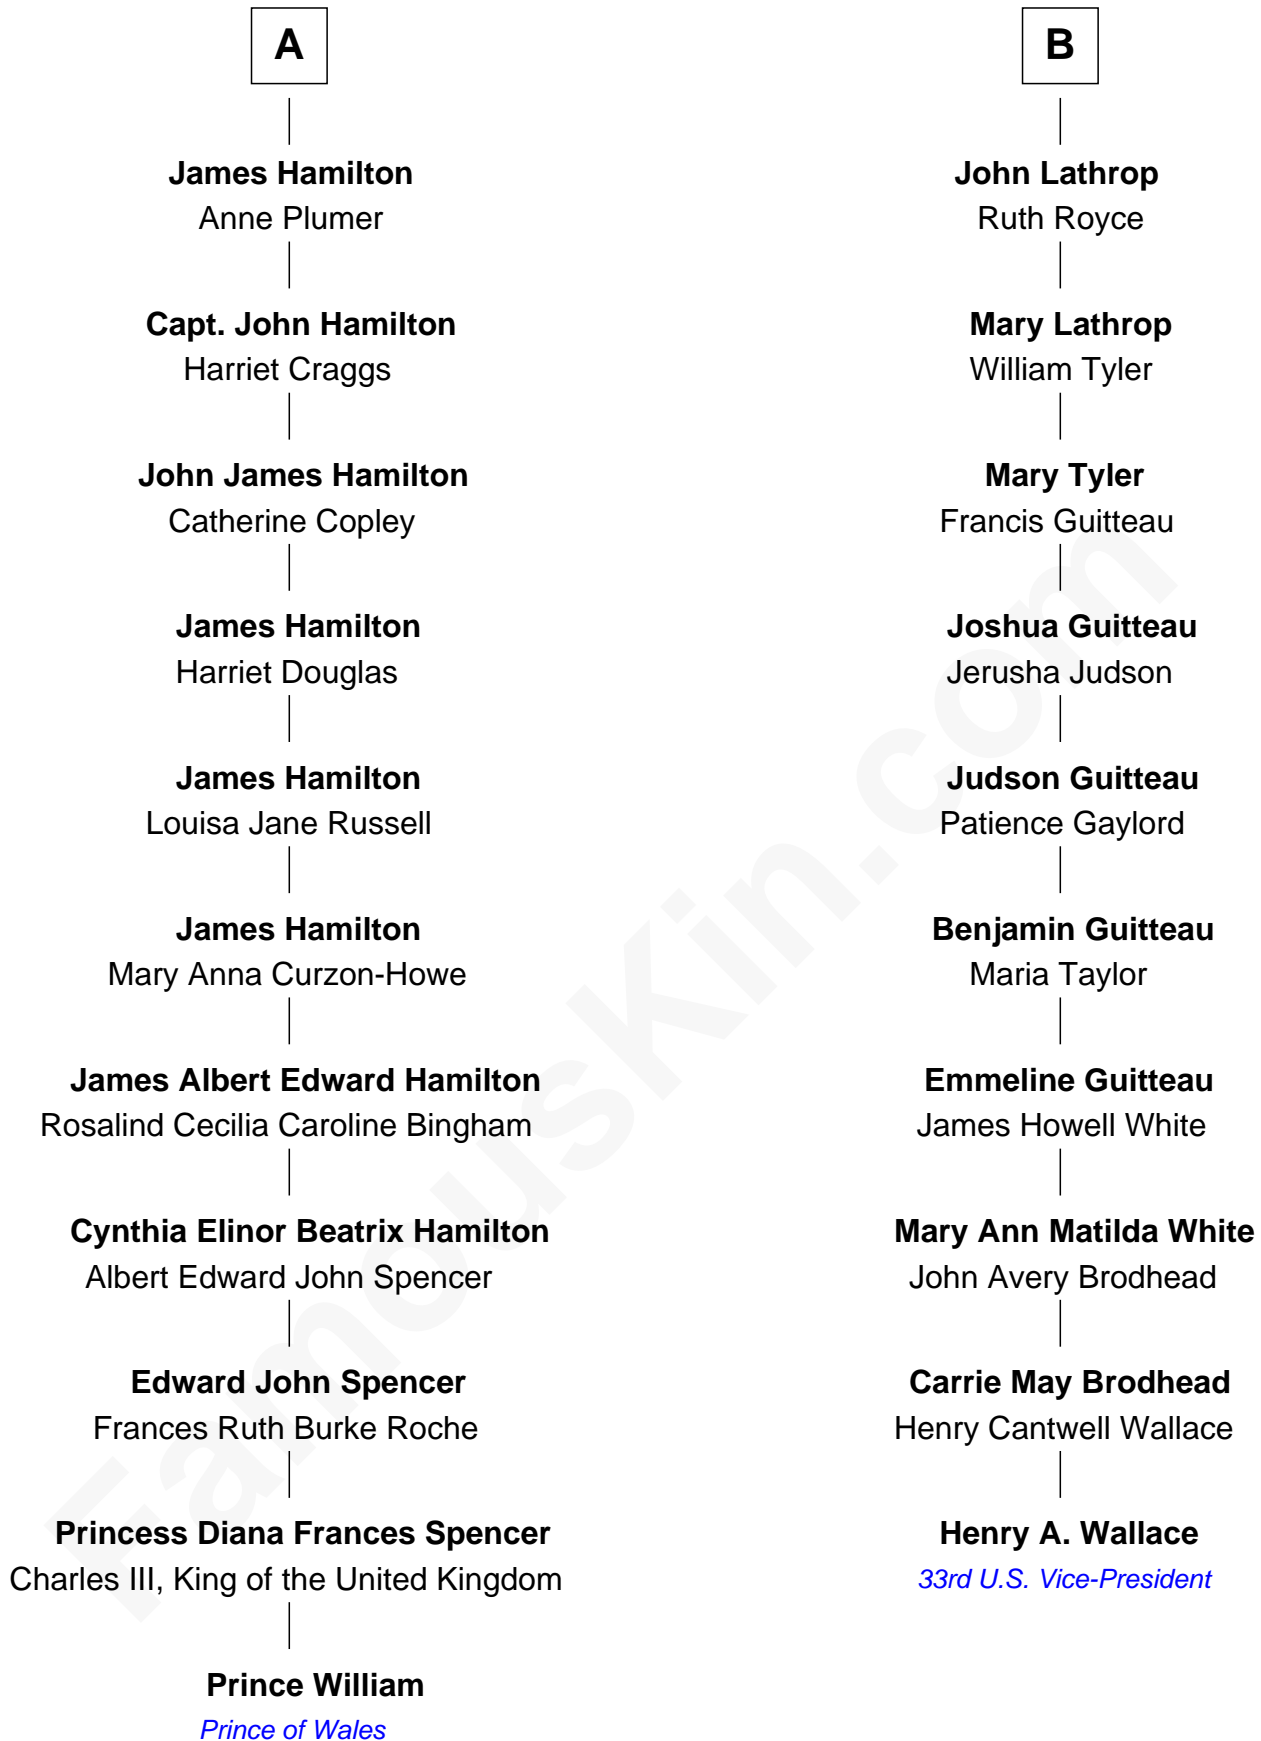 A
James Hamilton
Anne Plumer
Capt. John Hamilton
Harriet Craggs
John James Hamilton
Catherine Copley
James Hamilton
Harriet Douglas
James Hamilton
Louisa Jane Russell
James Hamilton
Mary Anna Curzon-Howe
James Albert Edward Hamilton
Rosalind Cecilia Caroline Bingham
Cynthia Elinor Beatrix Hamilton
Albert Edward John Spencer
Edward John Spencer
Frances Ruth Burke Roche
Princess Diana Frances Spencer
Charles III, King of the United Kingdom
Prince William
Prince of Wales
B
John Lathrop
Ruth Royce
Mary Lathrop
William Tyler
Mary Tyler
Francis Guitteau
Joshua Guitteau
Jerusha Judson
Judson Guitteau
Patience Gaylord
Benjamin Guitteau
Maria Taylor
Emmeline Guitteau
James Howell White
Mary Ann Matilda White
John Avery Brodhead
Carrie May Brodhead
Henry Cantwell Wallace
Henry A. Wallace
33rd U.S. Vice-President
FamousKin.com